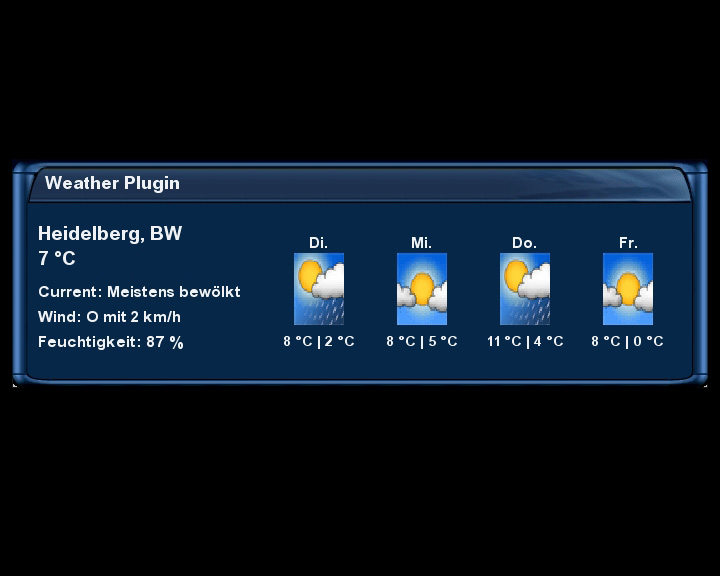 Weather Plugin
Heidelberg, BW
7 °C
Current: Meistens bewölkt
Wind: O mit 2 km/h
Feuchtigkeit: 87 %
Di.
8 °C | 2 °C
Mi.
8 °C | 5 °C
Do.
11 °C | 4 °C
Fr.
8 °C | 0 °C